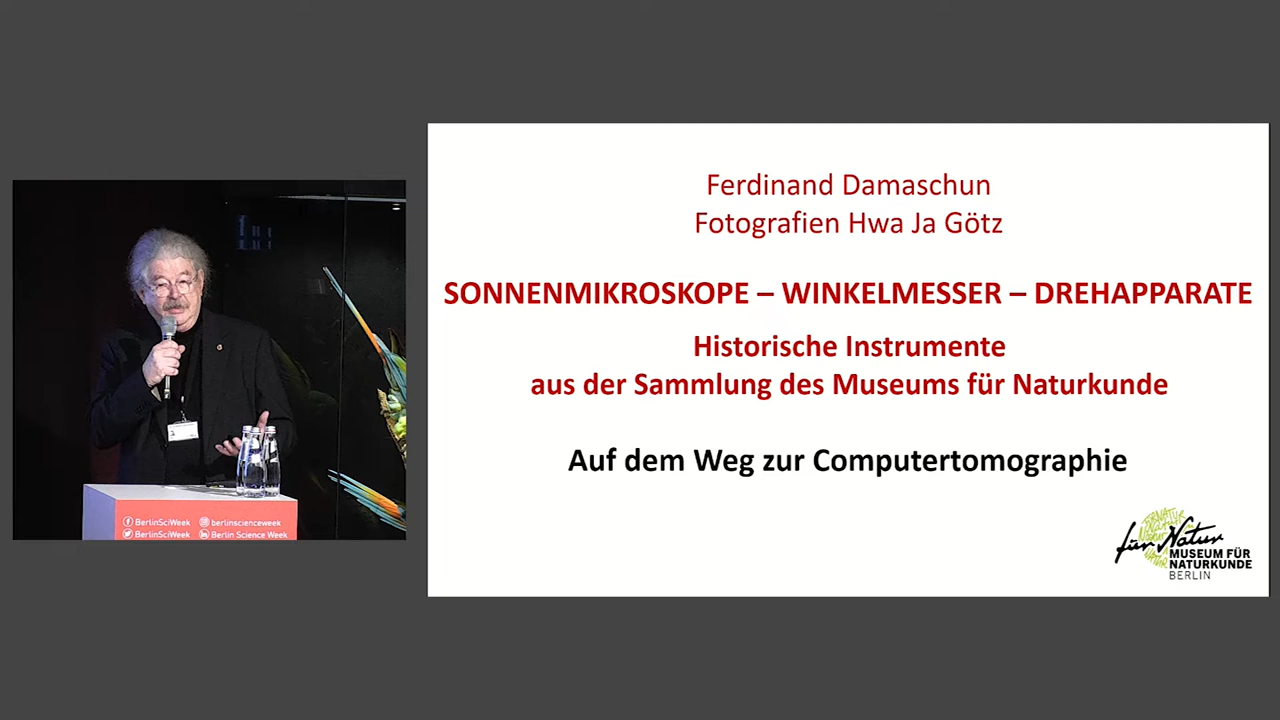 Ferdinand Damaschun
Fotografien Hwa Ja Götz
SONNENMIKROSKOPE – WINKELMESSER – DREHAPPARATE
Historische Instrumente
aus der Sammlung des Museums für Naturkunde
Auf dem Weg zur Computertomographie
für Natur
MUSEUM FÜR
NATURKUNDE
BERLIN
BerlinSciWeek
berlinscienceweek
BerlinSciWeek
Berlin Science Week